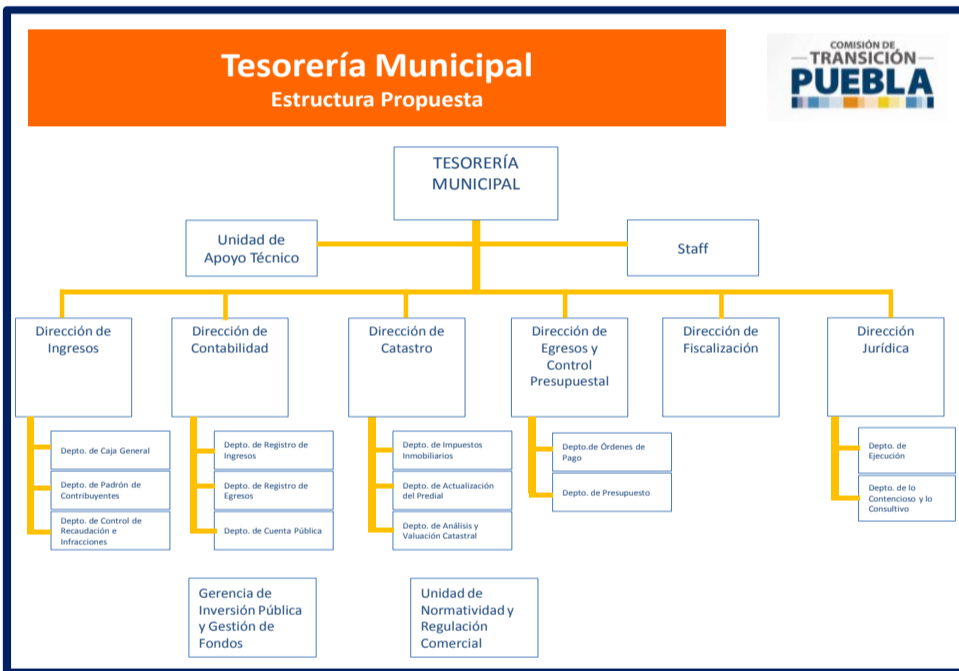 Tesorería Municipal
Estructura Propuesta
COMISIÓN DE
TRANSICIÓN
PUEBLA
TESORERÍA
MUNICIPAL
Unidad de
Apoyo Técnico
Staff
Dirección de
Ingresos
Dirección de
Contabilidad
Dirección de
Catastro
Dirección de
Egresos y
Control
Presupuestal
Dirección de
Fiscalización
Dirección
Jurídica
Depto. de Caja General
Depto. de Padrón de
Contribuyentes
Depto. de Control de
Recaudación e
Infracciones
Depto. de Registro de
Ingresos
Depto. de Registro de
Egresos
Depto. de Cuenta Pública
Depto. de Impuestos
Inmobiliarios
Depto. de Actualización
del Predial
Depto. de Análisis y
Valuación Catastral
Depto.de Órdenes de
Pago
Depto. de Presupuesto
Depto. de
Ejecución
Depto. de lo
Contencioso y lo
Consultivo
Gerencia de
Inversión Pública
y Gestión de
Fondos
Unidad de
Normatividad y
Regulación
Comercial